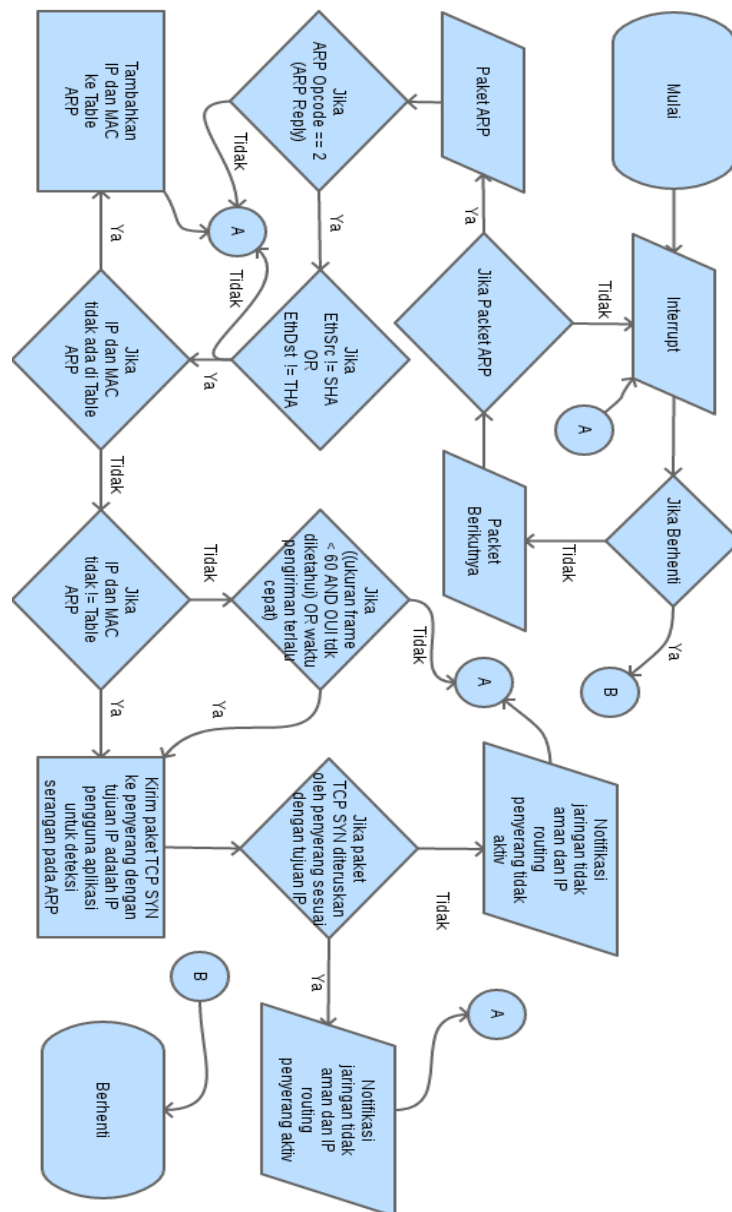 Mulai
Interrupt
A
Jika Berhenti
Ya
B
Tidak
Packet
Berikutnya
Jika Packet ARP
Tidak
Ya
Paket ARP
Jika
ARP Opcode == 2
(ARP Reply)
Tidak
Ya
A
Jika
EthSrc != SHA
OR
EthDst != THA
Tidak
Ya
Jika
IP dan MAC
tidak ada di Table
ARP
Ya
Tambahkan
IP dan MAC
ke Table
ARP
Tidak
Jika
IP dan MAC
tidak != Table
ARP
Tidak
Ya
Jika
((ukuran frame
< 60 AND OUI tdk
diketahui) OR waktu
pengiriman terlalu
cepat)
Tidak
A
Ya
Kirim paket TCP SYN
ke penyerang dengan
tujuan IP adalah IP
pengguna aplikasi
untuk deteksi
serangan pada ARP
Jika paket
TCP SYN diteruskan
oleh penyerang sesuai
dengan tujuan IP
Tidak
Notifikasi
jaringan tidak
aman dan IP
routing
penyerang tidak
aktiv
Ya
Notifikasi
jaringan tidak
aman dan IP
routing
penyerang aktiv
A
B
Berhenti